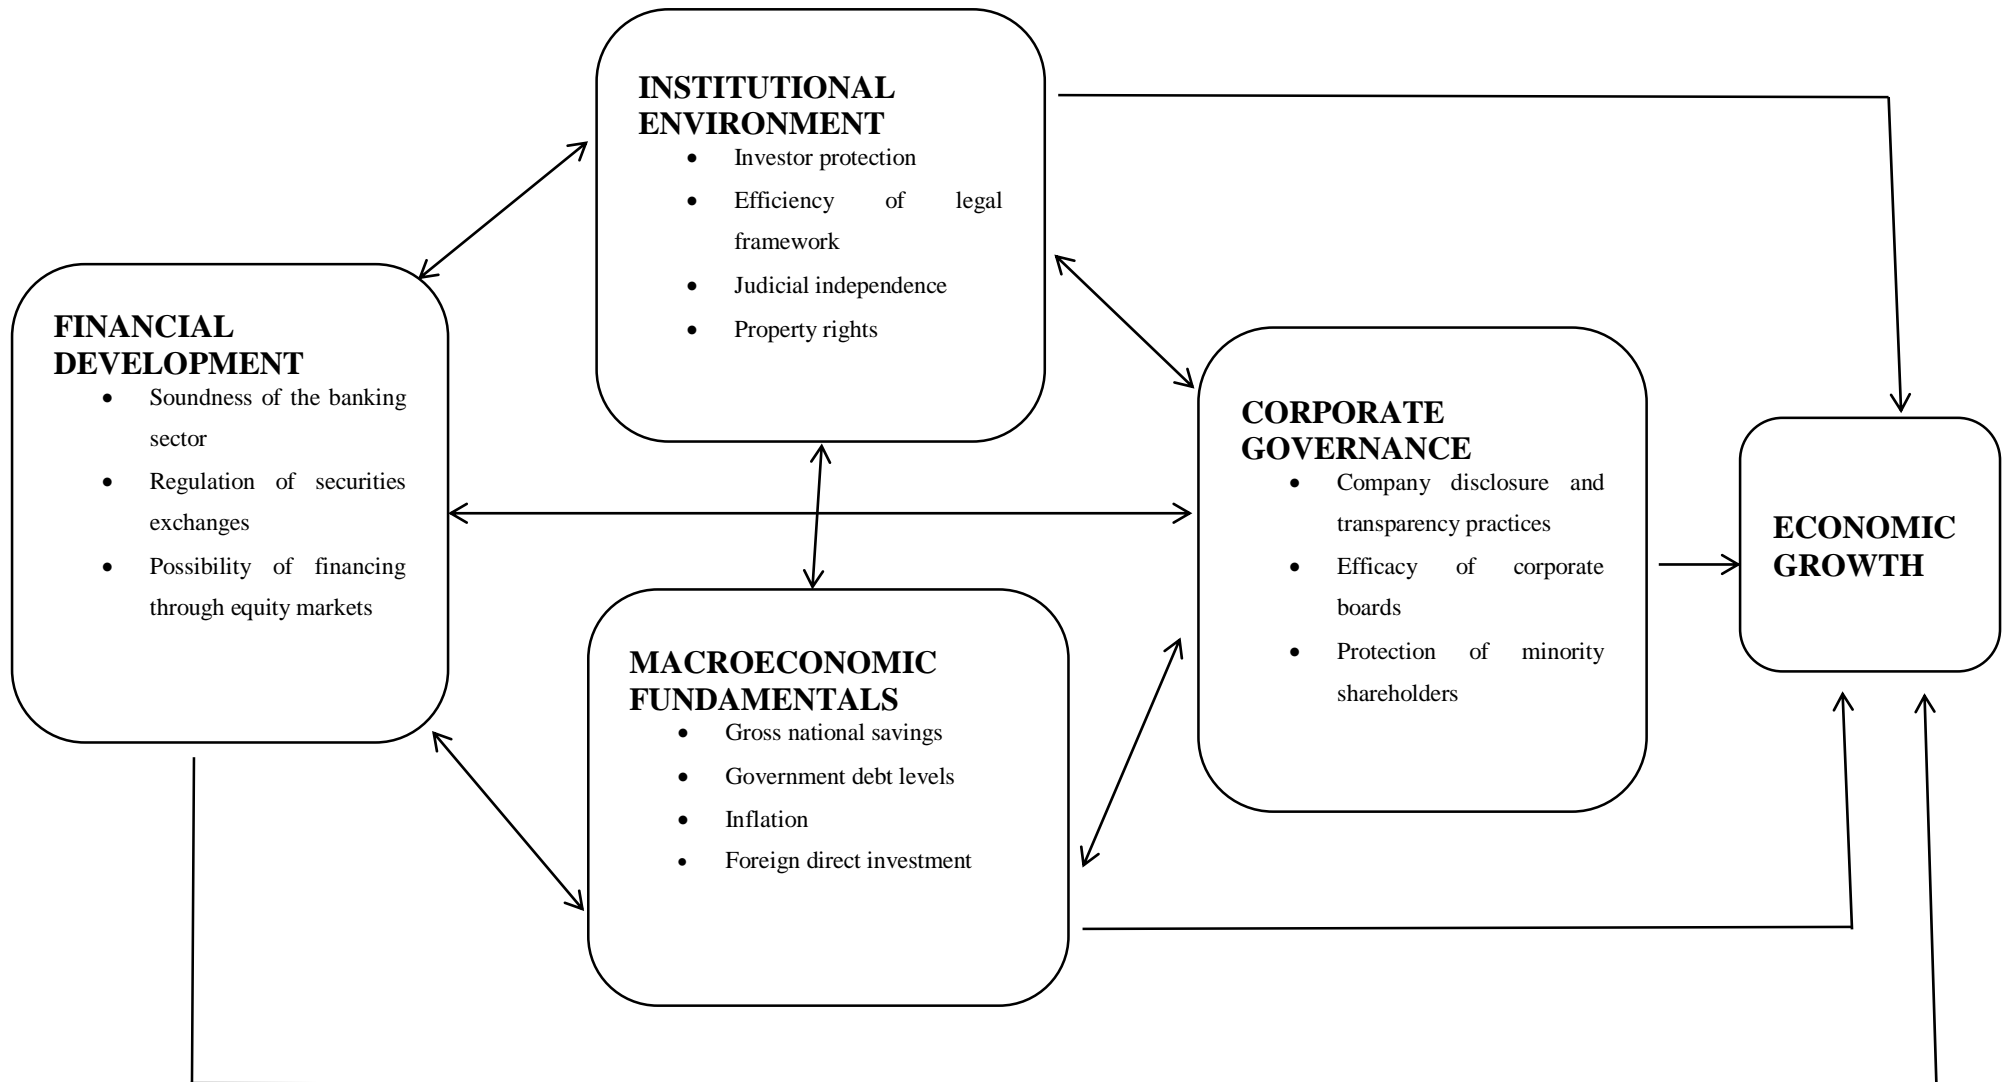 INSTITUTIONAL
ENVIRONMENT
• Investor protection
• Efficiency of legal
framework
• Judicial independence
• Property rights
FINANCIAL
DEVELOPMENT
• Soundness of the banking
sector
• Regulation of securities
exchanges
• Possibility of financing
through equity markets
MACROECONOMIC
FUNDAMENTALS
• Gross national savings
• Government debt levels
• Inflation
• Foreign direct investment
CORPORATE
GOVERNANCE
• Company disclosure and
transparency practices
• Efficacy of corporate
boards
• Protection of minority
shareholders
ECONOMIC
GROWTH